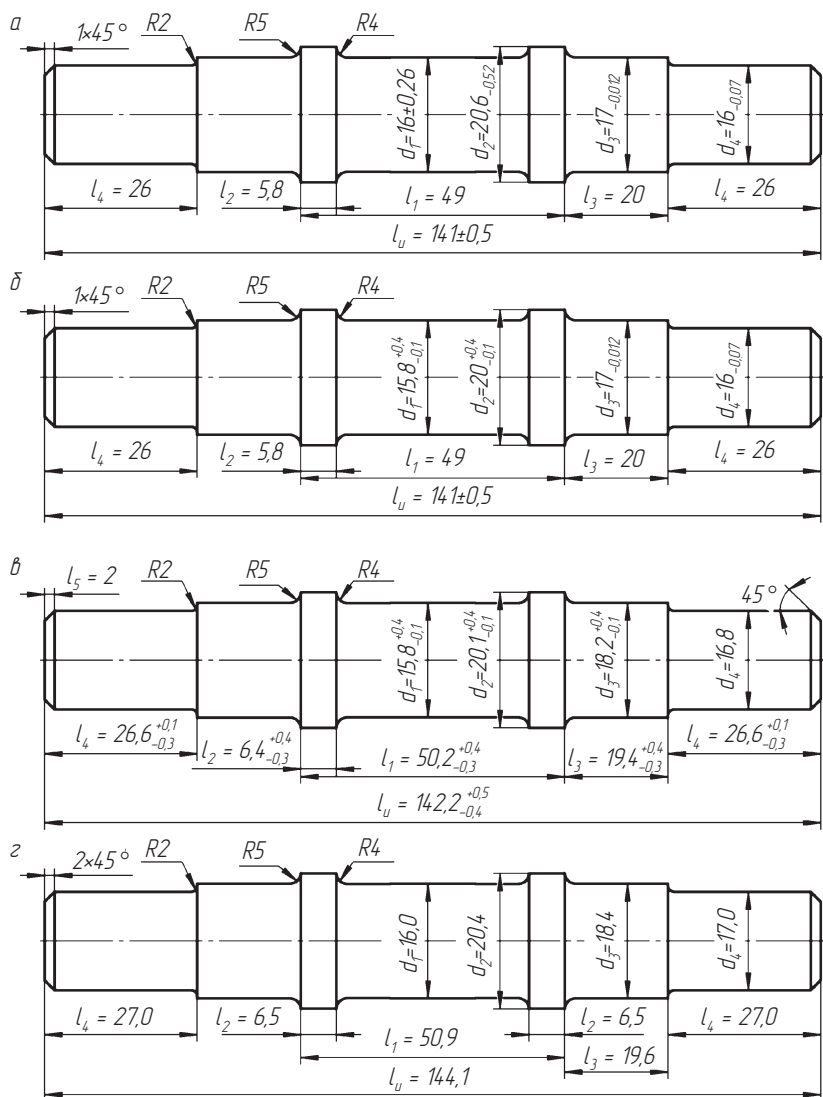 а
1×45°
R2
R5
R4
d₁=16±0,26
d₂=20,6₋₀,₅₂
d₃=17₋₀,₀₁₂
d₄=16₋₀,₀₇
l₄ = 26
l₂ = 5,8
l₁ = 49
l₃ = 20
l₄ = 26
lᵤ = 141±0,5
б
1×45°
R2
R5
R4
d₁=15,8 +0,4 -0,1
d₂=20 +0,4 -0,1
d₃=17₋₀,₀₁₂
d₄=16₋₀,₀₇
l₄ = 26
l₂ = 5,8
l₁ = 49
l₃ = 20
l₄ = 26
lᵤ = 141±0,5
в
l₅ = 2
R2
R5
R4
45°
d₁=15,8 +0,4 -0,1
d₂=20,1 +0,4 -0,1
d₃=18,2 +0,4 -0,1
d₄=16,8
l₄ = 26,6 +0,1 -0,3
l₂ = 6,4 +0,4 -0,3
l₁ = 50,2 +0,4 -0,3
l₃ = 19,4 +0,4 -0,3
l₄ = 26,6 +0,1 -0,3
lᵤ = 142,2 +0,5 -0,4
г
2×45°
R2
R5
R4
d₁=16,0
d₂=20,4
d₃=18,4
d₄=17,0
l₄ = 27,0
l₂ = 6,5
l₁ = 50,9
l₂ = 6,5
l₄ = 27,0
l₃ = 19,6
lᵤ = 144,1